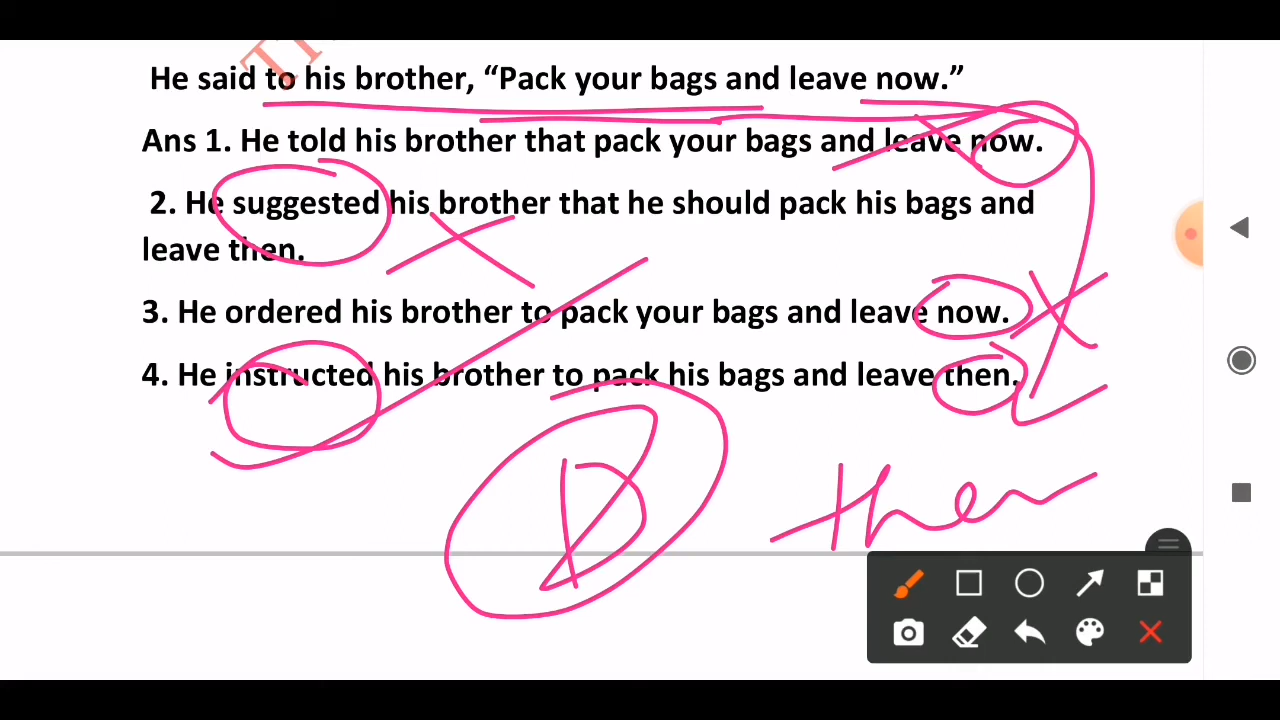 He said to his brother, “Pack your bags and leave now.”
Ans 1. He told his brother that pack your bags and leave now.
2. He suggested his brother that he should pack his bags and
leave then.
3. He ordered his brother to pack your bags and leave now.
4. He instructed his brother to pack his bags and leave then.
D
then